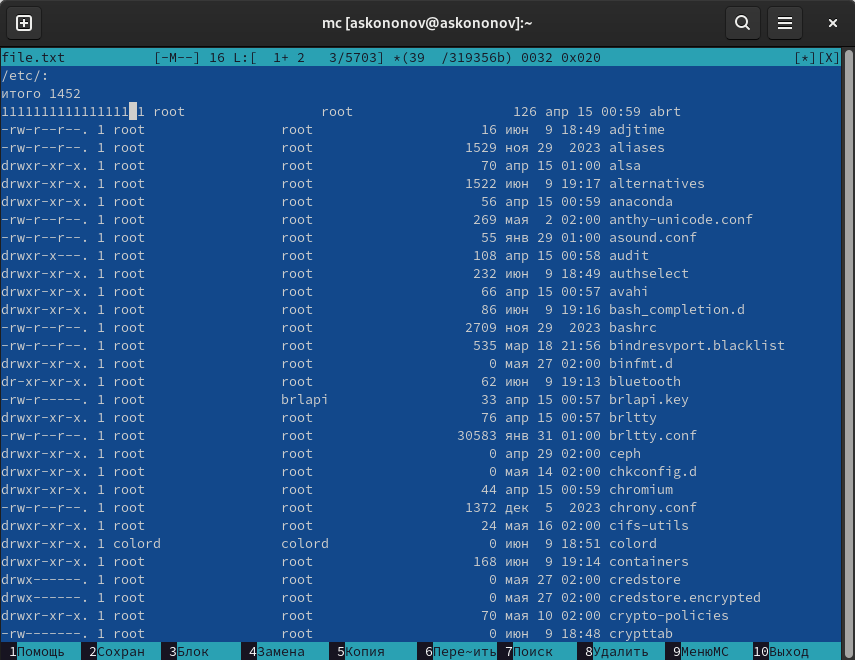 mc [askononov@askononov]:~
file.txt [-M--] 16 L:[ 1+ 2 3/5703] *(39 /319356b) 0032 0x020 [*][X]
/etc/:
итого 1452
1111111111111111 1 root root 126 апр 15 00:59 abrt
-rw-r--r--. 1 root root 16 июн 9 18:49 adjtime
-rw-r--r--. 1 root root 1529 ноя 29 2023 aliases
drwxr-xr-x. 1 root root 70 апр 15 01:00 alsa
drwxr-xr-x. 1 root root 1522 июн 9 19:17 alternatives
drwxr-xr-x. 1 root root 56 апр 15 00:59 anaconda
-rw-r--r--. 1 root root 269 мая 2 02:00 anthy-unicode.conf
-rw-r--r--. 1 root root 55 янв 29 01:00 asound.conf
drwxr-x---. 1 root root 108 апр 15 00:58 audit
drwxr-xr-x. 1 root root 232 июн 9 18:49 authselect
drwxr-xr-x. 1 root root 66 апр 15 00:57 avahi
drwxr-xr-x. 1 root root 86 июн 9 19:16 bash_completion.d
-rw-r--r--. 1 root root 2709 ноя 29 2023 bashrc
-rw-r--r--. 1 root root 535 мар 18 21:56 bindresvport.blacklist
drwxr-xr-x. 1 root root 0 мая 27 02:00 binfmt.d
dr-xr-xr-x. 1 root root 62 июн 9 19:13 bluetooth
-rw-r-----. 1 root brlapi 33 апр 15 00:57 brlapi.key
drwxr-xr-x. 1 root root 76 апр 15 00:57 brltty
-rw-r--r--. 1 root root 30583 янв 31 01:00 brltty.conf
drwxr-xr-x. 1 root root 0 апр 29 02:00 ceph
drwxr-xr-x. 1 root root 0 мая 14 02:00 chkconfig.d
drwxr-xr-x. 1 root root 44 апр 15 00:59 chromium
-rw-r--r--. 1 root root 1372 дек 5 2023 chrony.conf
drwxr-xr-x. 1 root root 24 мая 16 02:00 cifs-utils
drwxr-xr-x. 1 colord colord 0 июн 9 18:51 colord
drwxr-xr-x. 1 root root 168 июн 9 19:14 containers
drwx------. 1 root root 0 мая 27 02:00 credstore
drwx------. 1 root root 0 мая 27 02:00 credstore.encrypted
drwxr-xr-x. 1 root root 70 мая 10 02:00 crypto-policies
-rw-------. 1 root root 0 июн 9 18:48 crypttab
1Помощь 2Сохран 3Блок 4Замена 5Копия 6Пере~ить 7Поиск 8Удалить 9МенюMC 10Выход